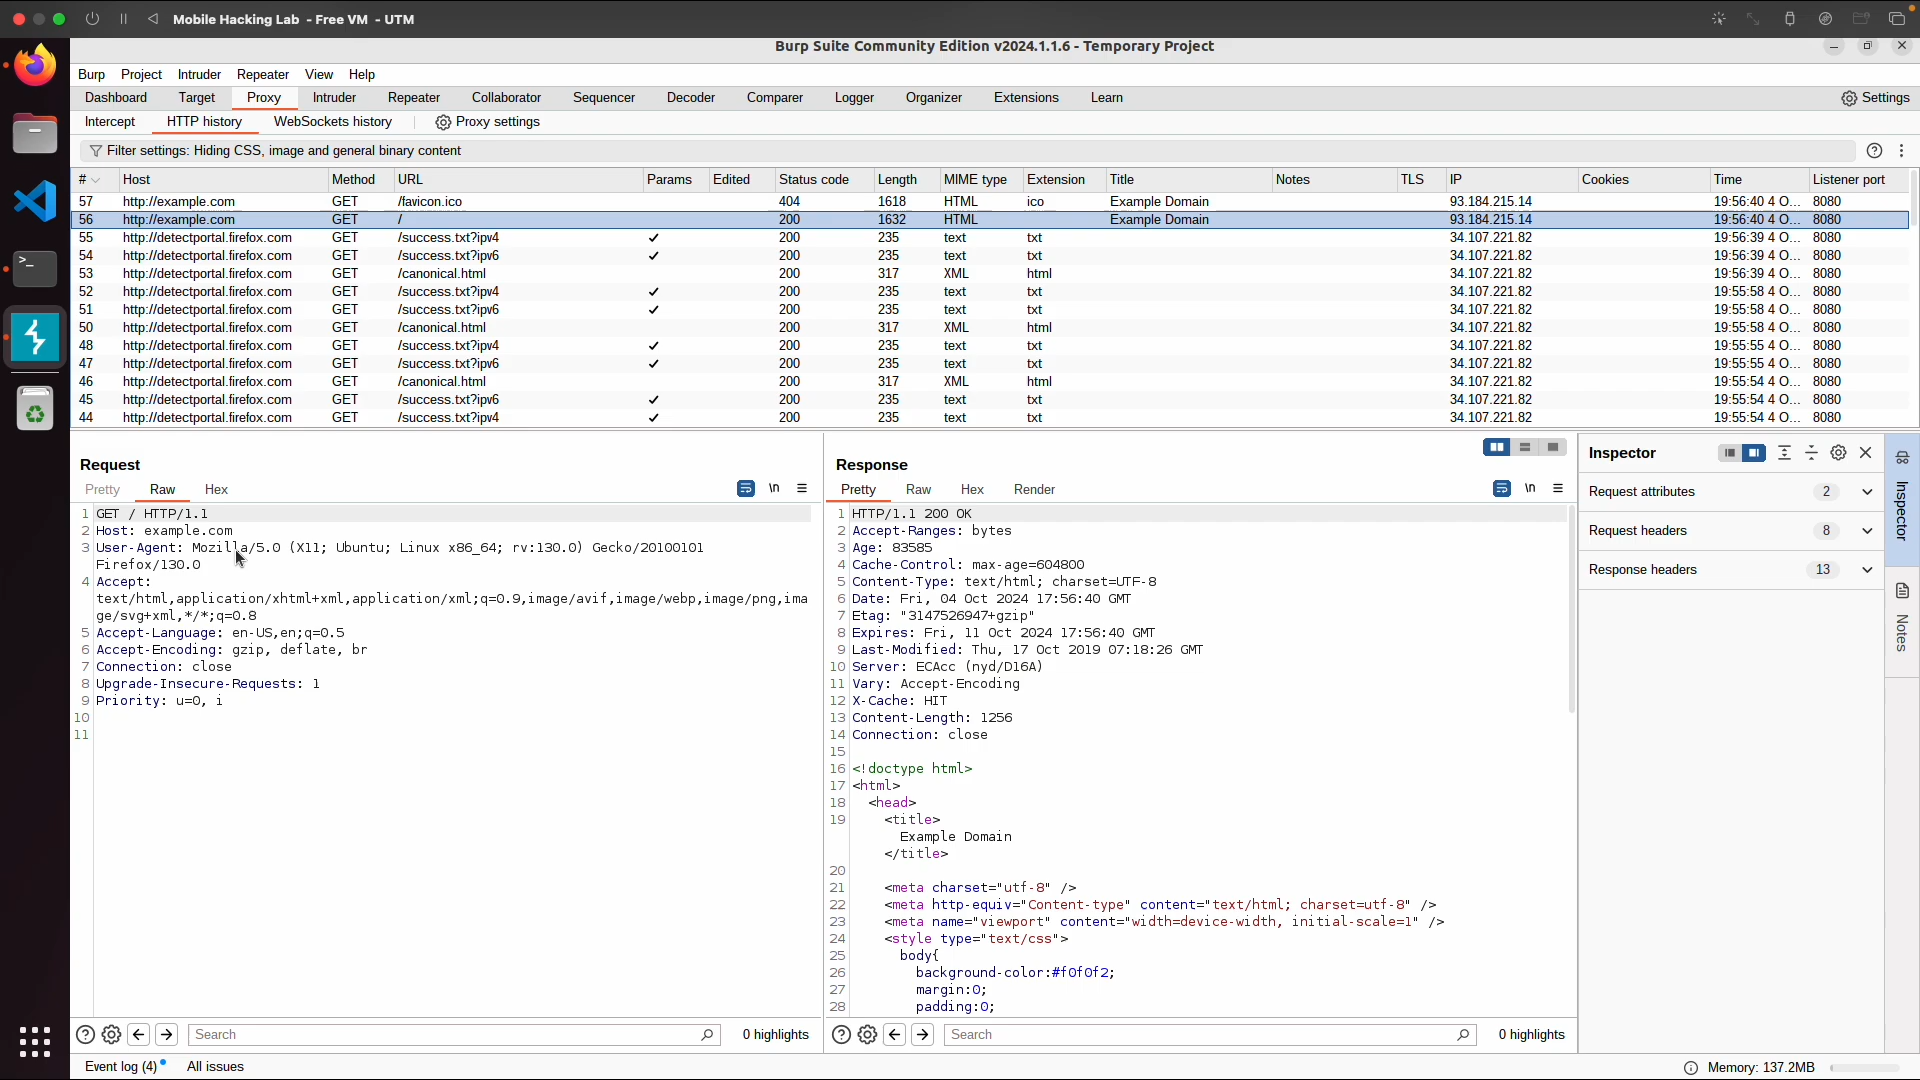 Mobile Hacking Lab - Free VM - UTM
Burp Suite Community Edition v2024.1.1.6 - Temporary Project
Burp Project Intruder Repeater View Help
Dashboard Target Proxy Intruder Repeater Collaborator Sequencer Decoder Comparer Logger Organizer Extensions Learn Settings
Intercept HTTP history WebSockets history Proxy settings
Filter settings: Hiding CSS, image and general binary content
# Host Method URL Params Edited Status code Length MIME type Extension Title Notes TLS IP Cookies Time Listener port
57 http://example.com GET /favicon.ico 404 1618 HTML ico Example Domain 93.184.215.14 19:56:40 4 O... 8080
56 http://example.com GET / 200 1632 HTML Example Domain 93.184.215.14 19:56:40 4 O... 8080
55 http://detectportal.firefox.com GET /success.txt?ipv4 ✓ 200 235 text txt 34.107.221.82 19:56:39 4 O... 8080
54 http://detectportal.firefox.com GET /success.txt?ipv6 ✓ 200 235 text txt 34.107.221.82 19:56:39 4 O... 8080
53 http://detectportal.firefox.com GET /canonical.html 200 317 XML html 34.107.221.82 19:56:39 4 O... 8080
52 http://detectportal.firefox.com GET /success.txt?ipv4 ✓ 200 235 text txt 34.107.221.82 19:55:58 4 O... 8080
51 http://detectportal.firefox.com GET /success.txt?ipv6 ✓ 200 235 text txt 34.107.221.82 19:55:58 4 O... 8080
50 http://detectportal.firefox.com GET /canonical.html 200 317 XML html 34.107.221.82 19:55:58 4 O... 8080
48 http://detectportal.firefox.com GET /success.txt?ipv4 ✓ 200 235 text txt 34.107.221.82 19:55:55 4 O... 8080
47 http://detectportal.firefox.com GET /success.txt?ipv6 ✓ 200 235 text txt 34.107.221.82 19:55:55 4 O... 8080
46 http://detectportal.firefox.com GET /canonical.html 200 317 XML html 34.107.221.82 19:55:54 4 O... 8080
45 http://detectportal.firefox.com GET /success.txt?ipv6 ✓ 200 235 text txt 34.107.221.82 19:55:54 4 O... 8080
44 http://detectportal.firefox.com GET /success.txt?ipv4 ✓ 200 235 text txt 34.107.221.82 19:55:54 4 O... 8080
Request
Pretty Raw Hex \n
1 GET / HTTP/1.1
2 Host: example.com
3 User-Agent: Mozilla/5.0 (X11; Ubuntu; Linux x86_64; rv:130.0) Gecko/20100101
Firefox/130.0
4 Accept:
text/html,application/xhtml+xml,application/xml;q=0.9,image/avif,image/webp,image/png,ima
ge/svg+xml,*/*;q=0.8
5 Accept-Language: en-US,en;q=0.5
6 Accept-Encoding: gzip, deflate, br
7 Connection: close
8 Upgrade-Insecure-Requests: 1
9 Priority: u=0, i
10
11
Search 0 highlights
Response
Pretty Raw Hex Render \n
1 HTTP/1.1 200 OK
2 Accept-Ranges: bytes
3 Age: 83585
4 Cache-Control: max-age=604800
5 Content-Type: text/html; charset=UTF-8
6 Date: Fri, 04 Oct 2024 17:56:40 GMT
7 Etag: "3147526947+gzip"
8 Expires: Fri, 11 Oct 2024 17:56:40 GMT
9 Last-Modified: Thu, 17 Oct 2019 07:18:26 GMT
10 Server: ECAcc (nyd/D16A)
11 Vary: Accept-Encoding
12 X-Cache: HIT
13 Content-Length: 1256
14 Connection: close
15
16 <!doctype html>
17 <html>
18 <head>
19 <title>
Example Domain
</title>
20
21 <meta charset="utf-8" />
22 <meta http-equiv="Content-type" content="text/html; charset=utf-8" />
23 <meta name="viewport" content="width=device-width, initial-scale=1" />
24 <style type="text/css">
25 body{
26 background-color:#f0f0f2;
27 margin:0;
28 padding:0;
Search 0 highlights
Inspector
Request attributes 2
Request headers 8
Response headers 13
Inspector
Notes
Event log (4) All issues
Memory: 137.2MB